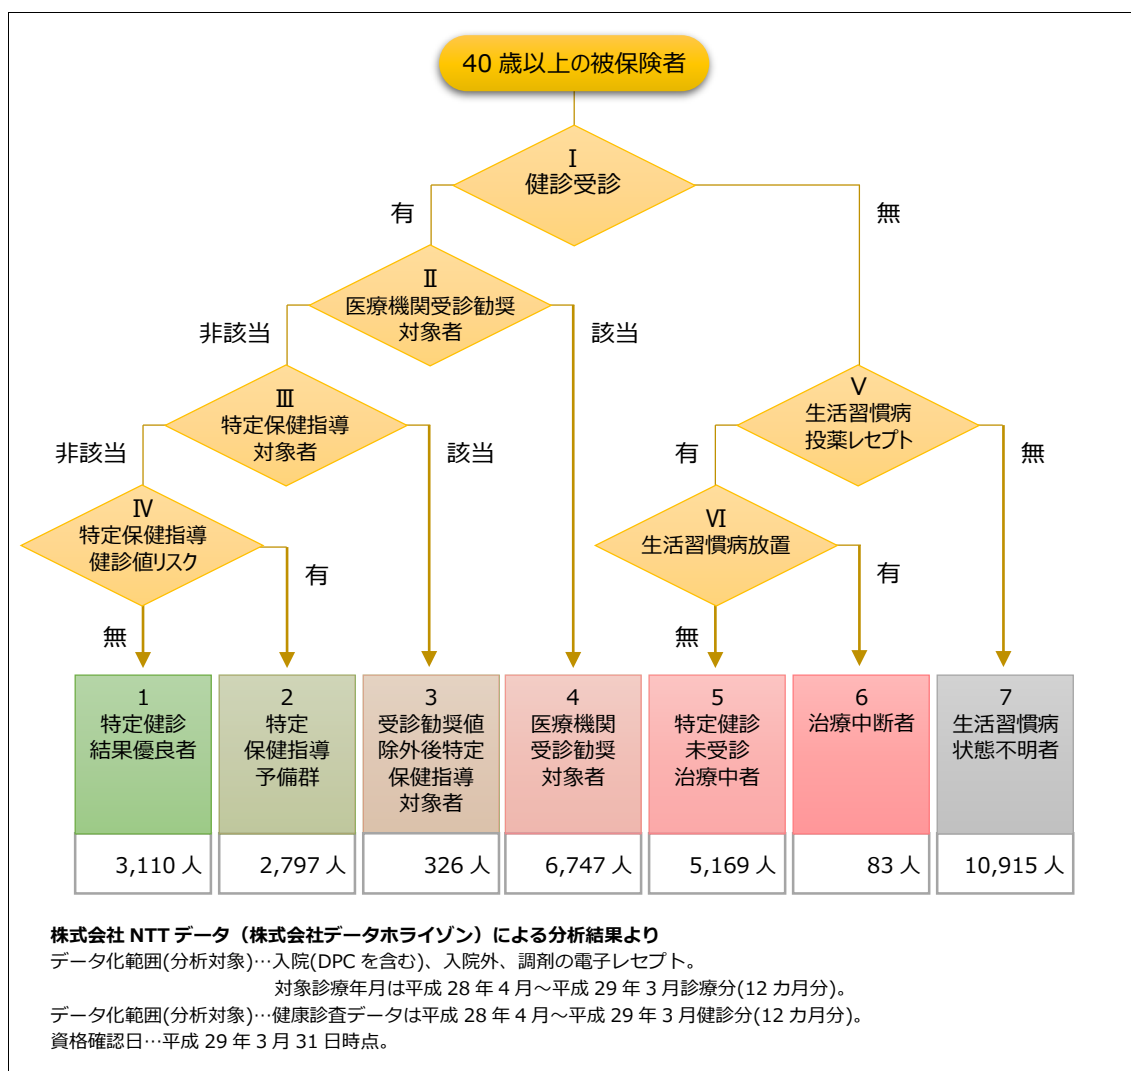 40 歳以上の被保険者
Ⅰ
健診受診
有
無
Ⅱ
医療機関受診勧奨
対象者
非該当
該当
Ⅲ
特定保健指導
対象者
Ⅴ
生活習慣病
投薬レセプト
非該当
該当
有
無
Ⅳ
特定保健指導
健診値リスク
Ⅵ
生活習慣病放置
有
有
無
無
1
特定健診
結果優良者
2
特定
保健指導
予備群
3
受診勧奨値
除外後特定
保健指導
対象者
4
医療機関
受診勧奨
対象者
5
特定健診
未受診
治療中者
6
治療中断者
7
生活習慣病
状態不明者
3,110 人
2,797 人
326 人
6,747 人
5,169 人
83 人
10,915 人
株式会社 NTT データ（株式会社データホライゾン）による分析結果より
データ化範囲(分析対象)…入院(DPC を含む)、入院外、調剤の電子レセプト。
対象診療年月は平成 28 年 4 月～平成 29 年 3 月診療分(12 カ月分)。
データ化範囲(分析対象)…健康診査データは平成 28 年 4 月～平成 29 年 3 月健診分(12 カ月分)。
資格確認日…平成 29 年 3 月 31 日時点。